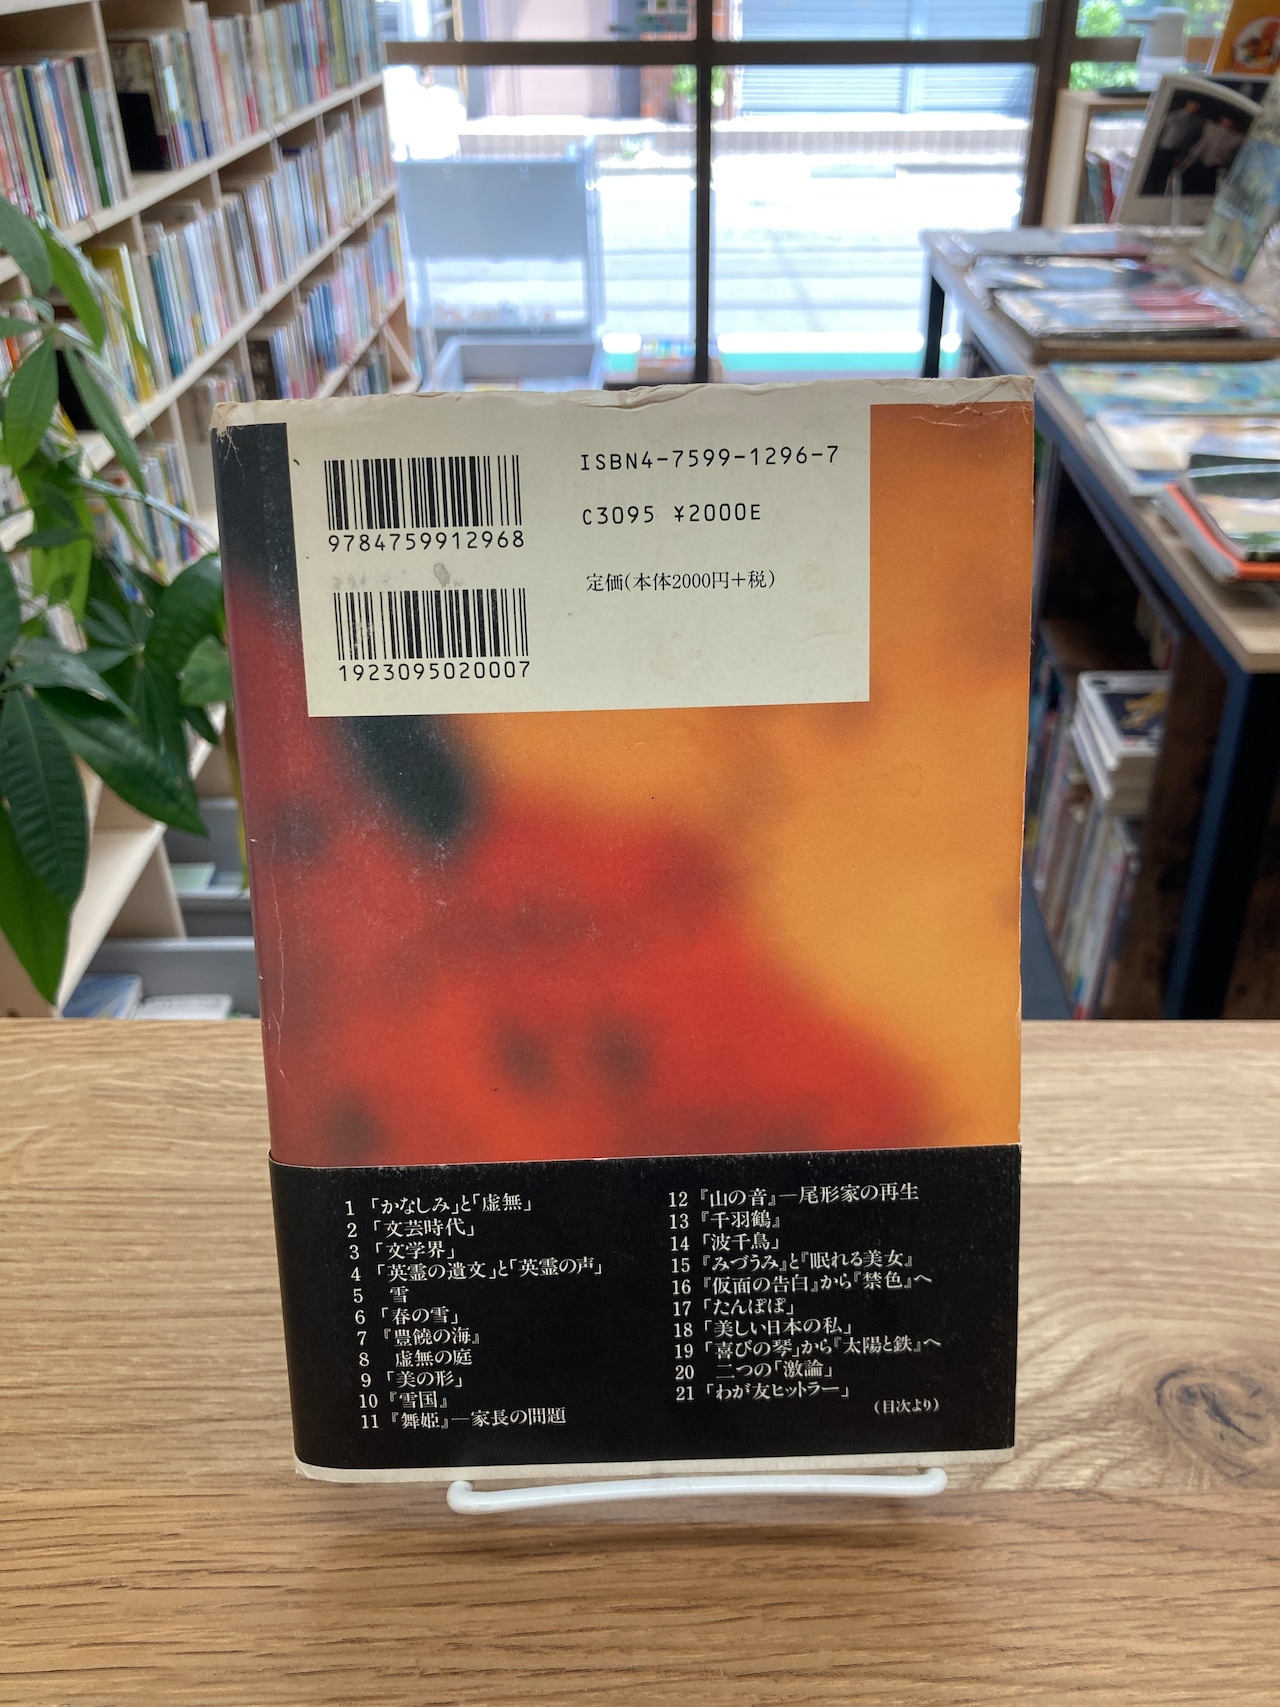 ISBN4-7599-1296-7
9784759912968
C3095 ¥2000E
定価(本体2000円+税)
1923095020007
1 「かなしみ」と「虚無」
2 「文芸時代」
3 「文学界」
4 「英霊の遺文」と「英霊の声」
5 雪
6 「春の雪」
7 『豊饒の海』
8 虚無の庭
9 「美の形」
10 『雪国』
11 『舞姫』―家長の問題
12 『山の音』―尾形家の再生
13 『千羽鶴』
14 「波千鳥」
15 『みづうみ』と『眠れる美女』
16 『仮面の告白』から『禁色』へ
17 「たんぽぽ」
18 「美しい日本の私」
19 「喜びの琴」から『太陽と鉄』へ
20 二つの「激論」
21 「わが友ヒットラー」
(目次より)